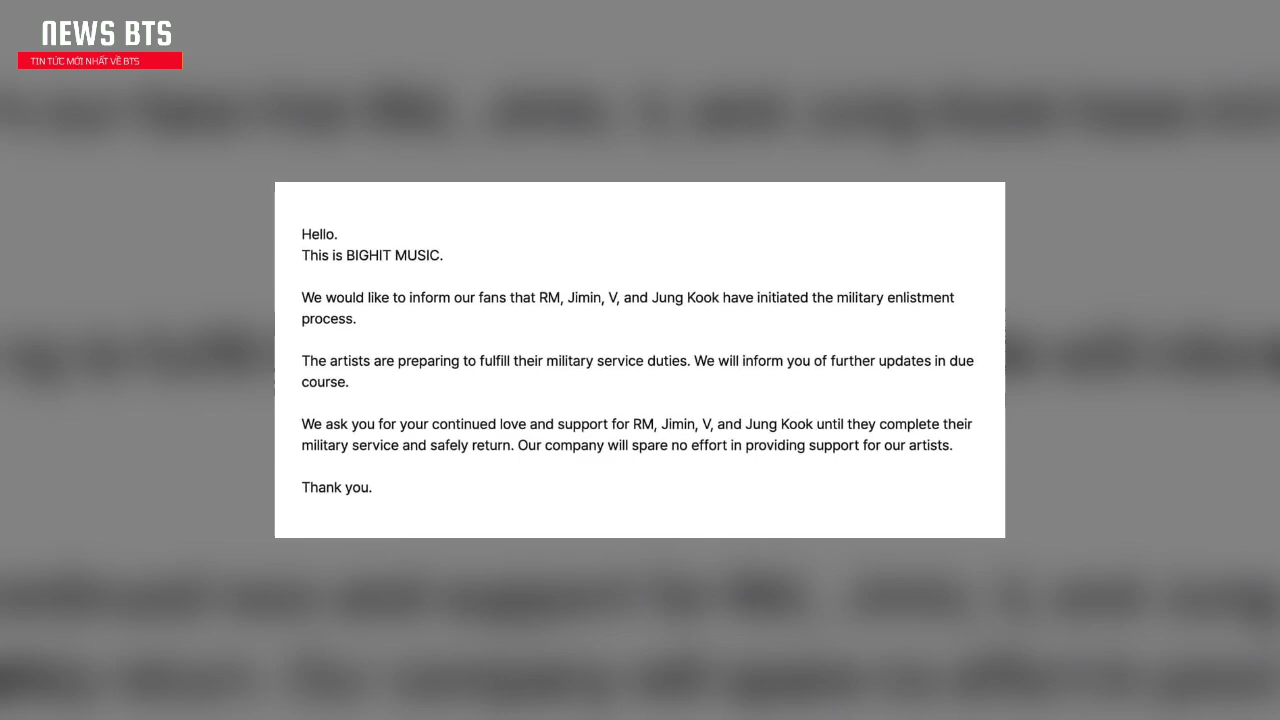 NEWS BTS
TIN TỨC MỚI NHẤT VỀ BTS
Hello.
This is BIGHIT MUSIC.
We would like to inform our fans that RM, Jimin, V, and Jung Kook have initiated the military enlistment
process.
The artists are preparing to fulfill their military service duties. We will inform you of further updates in due
course.
We ask you for your continued love and support for RM, Jimin, V, and Jung Kook until they complete their
military service and safely return. Our company will spare no effort in providing support for our artists.
Thank you.